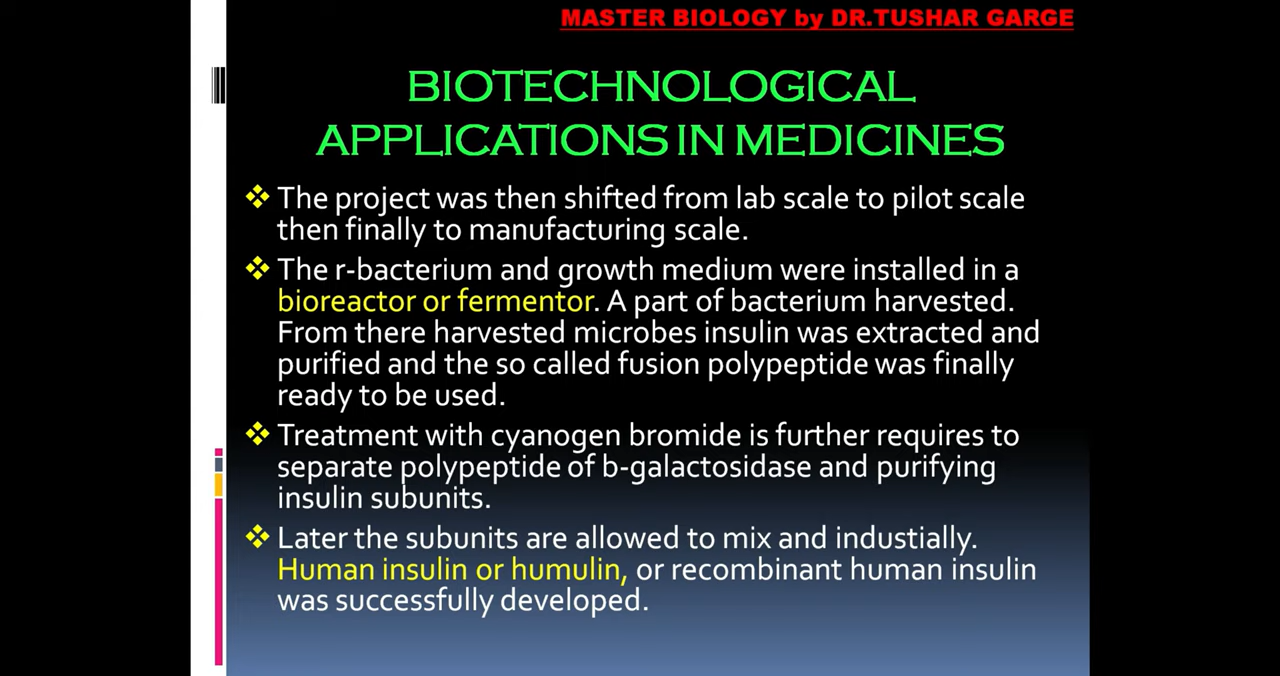 MASTER BIOLOGY by DR.TUSHAR GARGE
BIOTECHNOLOGICAL
APPLICATIONS IN MEDICINES
The project was then shifted from lab scale to pilot scale
then finally to manufacturing scale.
The r-bacterium and growth medium were installed in a
bioreactor or fermentor. A part of bacterium harvested.
From there harvested microbes insulin was extracted and
purified and the so called fusion polypeptide was finally
ready to be used.
Treatment with cyanogen bromide is further requires to
separate polypeptide of b-galactosidase and purifying
insulin subunits.
Later the subunits are allowed to mix and industially.
Human insulin or humulin, or recombinant human insulin
was successfully developed.